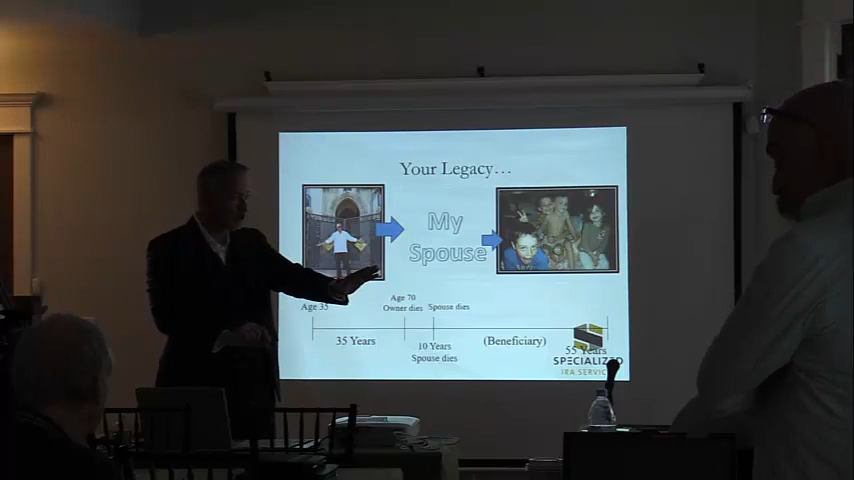 Your Legacy...
My
Spouse
Age 35
Age 70
Owner dies
Spouse dies
35 Years
10 Years
Spouse dies
(Beneficiary)
55 Years
SPECIALIZED
IRA SERVICES